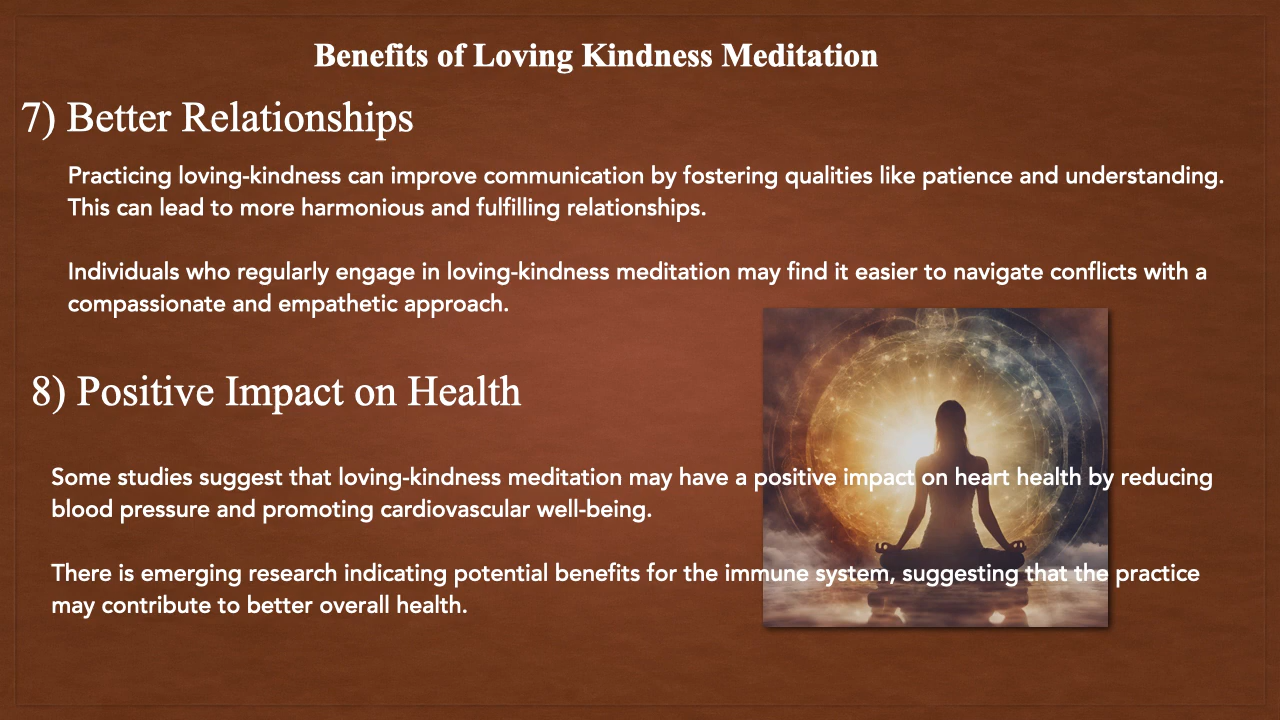 Benefits of Loving Kindness Meditation
7) Better Relationships
Practicing loving-kindness can improve communication by fostering qualities like patience and understanding.
This can lead to more harmonious and fulfilling relationships.
Individuals who regularly engage in loving-kindness meditation may find it easier to navigate conflicts with a
compassionate and empathetic approach.
8) Positive Impact on Health
Some studies suggest that loving-kindness meditation may have a positive impact on heart health by reducing
blood pressure and promoting cardiovascular well-being.
There is emerging research indicating potential benefits for the immune system, suggesting that the practice
may contribute to better overall health.